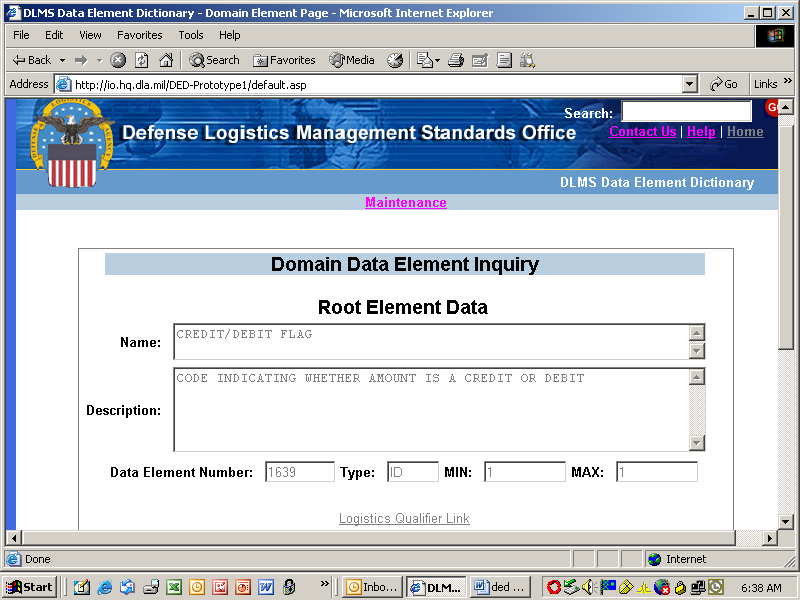 DLMS Data Element Dictionary - Domain Element Page - Microsoft Internet Explorer
File Edit View Favorites Tools Help
Back Search Favorites Media
Address http://io.hq.dla.mil/DED-Prototype1/default.asp Go Links »
Search: G
Defense Logistics Management Standards Office
Contact Us | Help | Home
DLMS Data Element Dictionary
Maintenance
Domain Data Element Inquiry
Root Element Data
Name: CREDIT/DEBIT FLAG
Description: CODE INDICATING WHETHER AMOUNT IS A CREDIT OR DEBIT
Data Element Number: 1639 Type: ID MIN: 1 MAX: 1
Logistics Qualifier Link
Done Internet
Start » Inbo... DLM... ded ... 6:38 AM